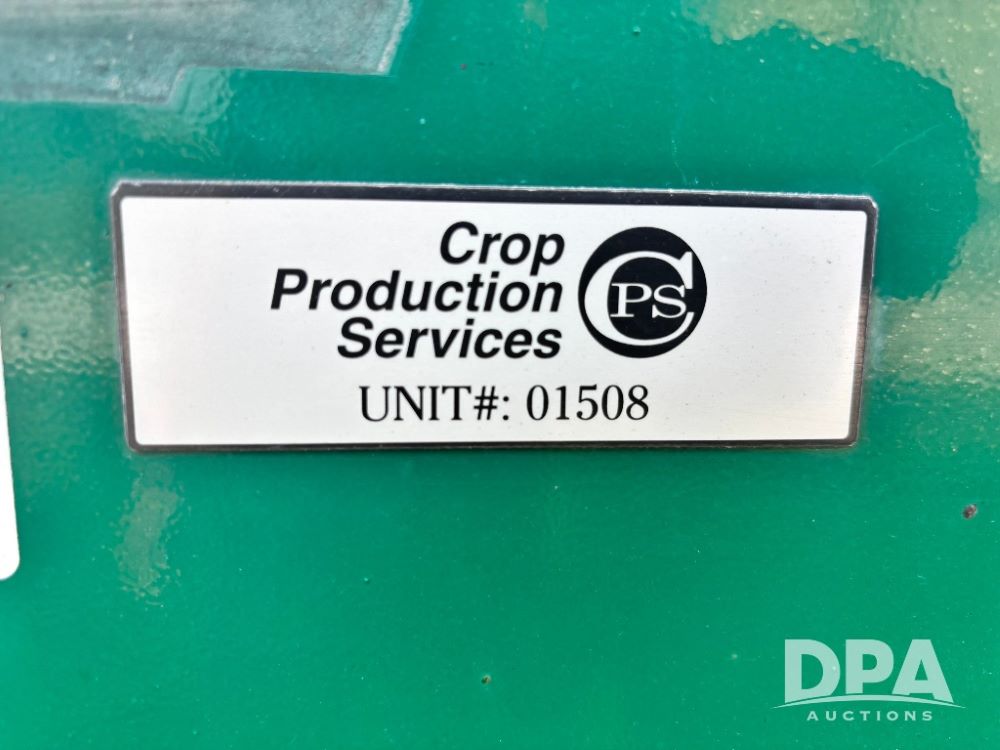 Crop
Production
Services
CPS
UNIT#: 01508
DPA
AUCTIONS